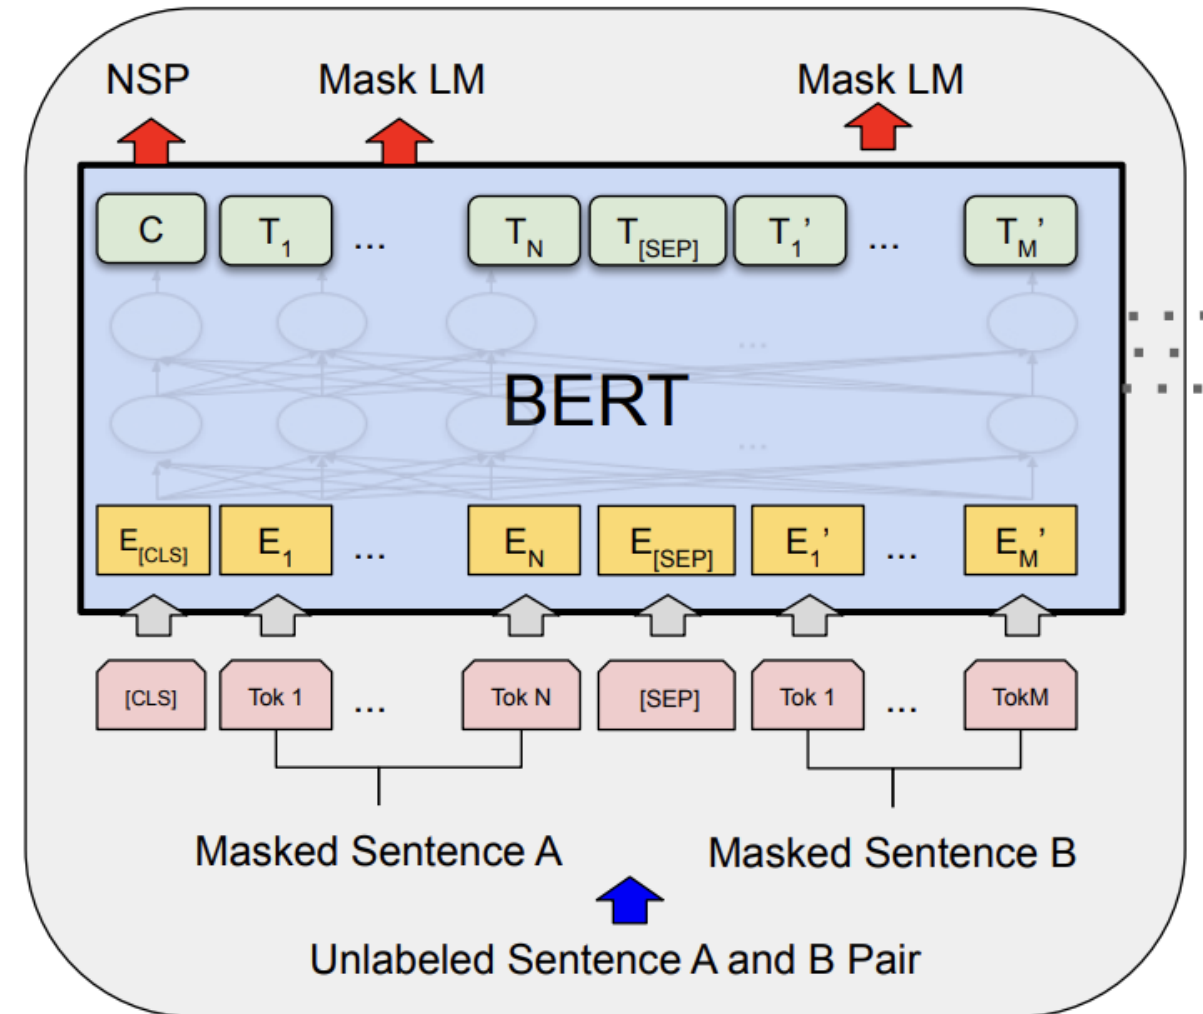 NSP Mask LM Mask LM
C T1 ... TN T[SEP] T1’ ... TM’
...
BERT
...
E[CLS] E1 ... EN E[SEP] E1’ ... EM’
[CLS] Tok 1 ... Tok N [SEP] Tok 1 ... TokM
Masked Sentence A Masked Sentence B
Unlabeled Sentence A and B Pair